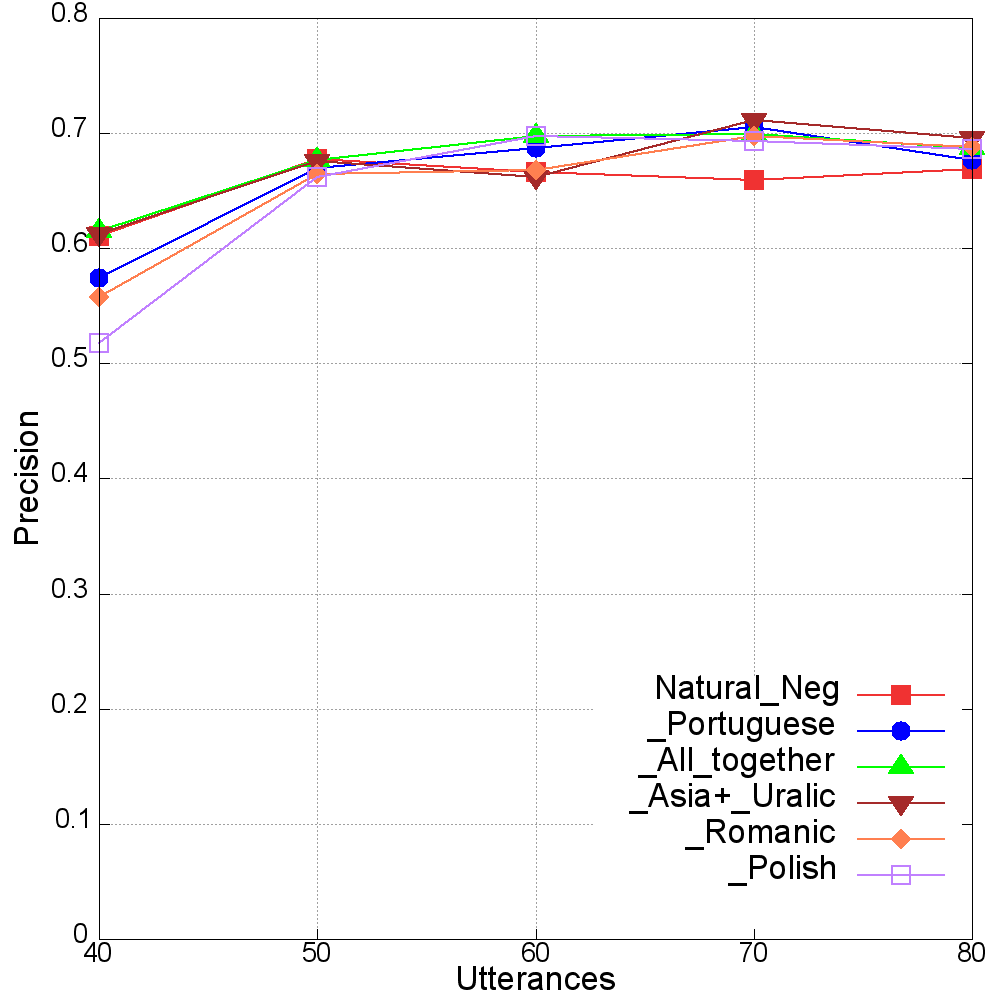 0.8
0.7
0.6
0.5
0.4
0.3
0.2
0.1
0
Precision
40
50
60
70
80
Utterances
Natural_Neg
_Portuguese
_All_together
_Asia+_Uralic
_Romanic
_Polish